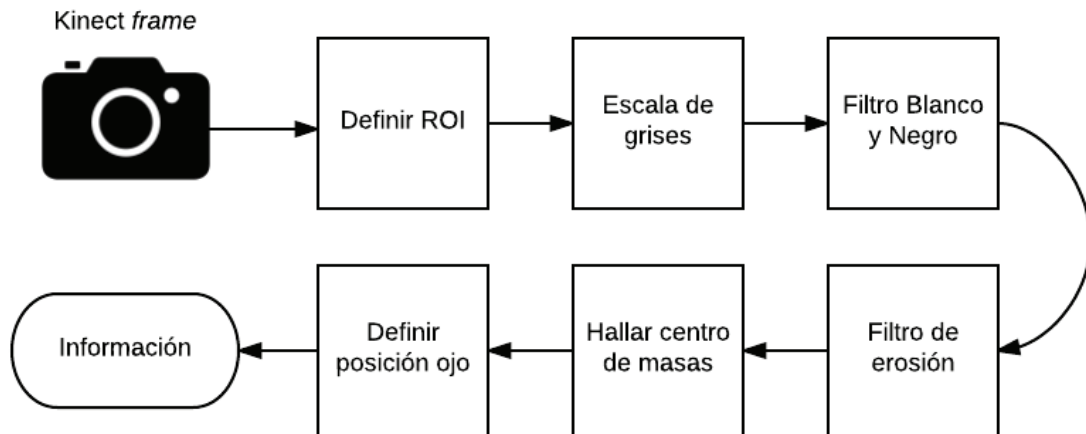 Kinect frame
Definir ROI
Escala de
grises
Filtro Blanco
y Negro
Filtro de
erosión
Hallar centro
de masas
Definir
posición ojo
Información